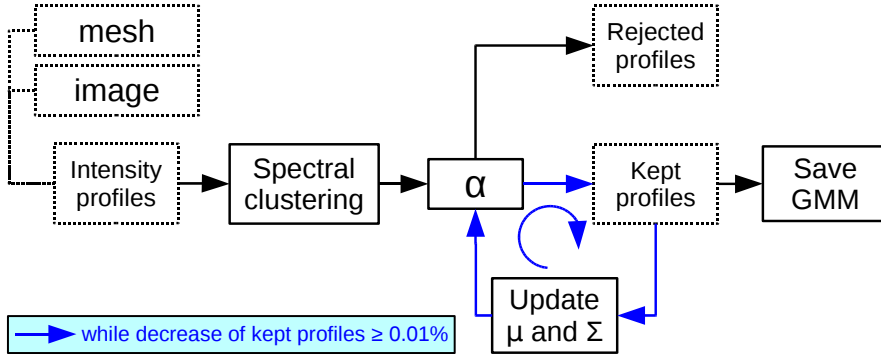 mesh
image
Intensity
profiles
Spectral
clustering
α
Rejected
profiles
Kept
profiles
Save
GMM
Update
μ and Σ
while decrease of kept profiles ≥ 0.01%